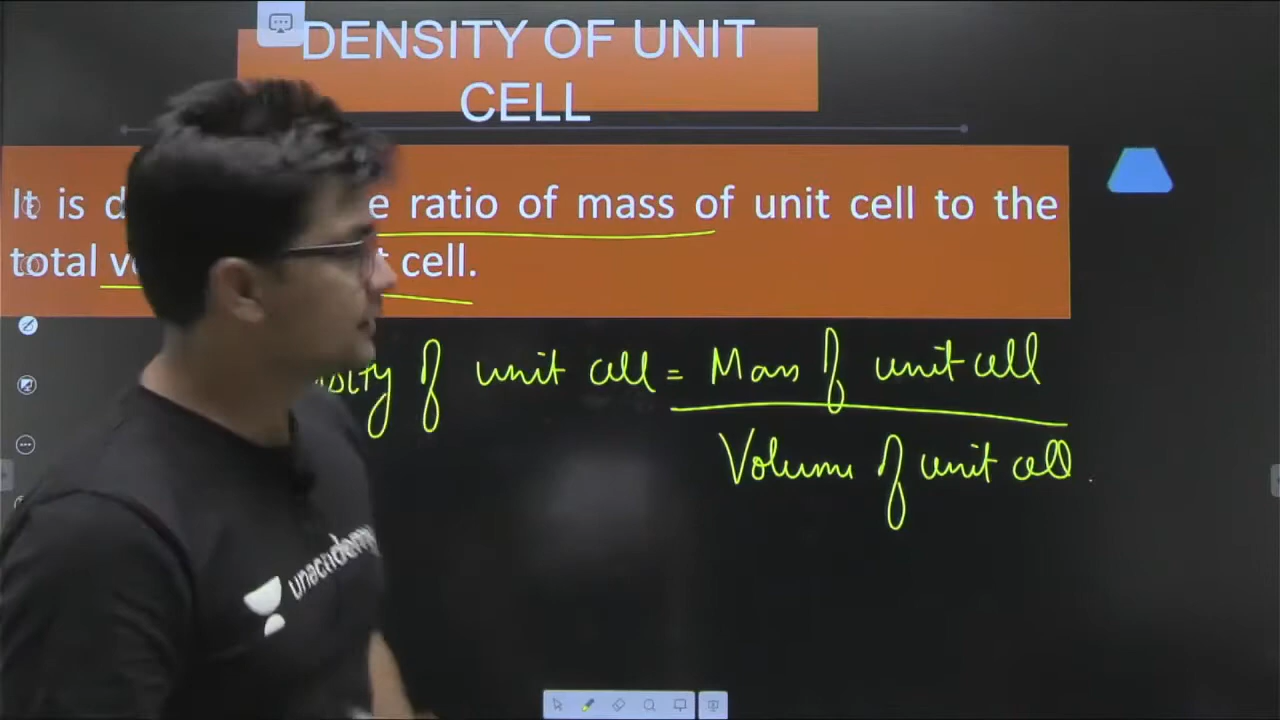 DENSITY OF UNIT
CELL
It is ratio of mass of unit cell to the
total cell.
of unit cell = Mass of unit cell
Volume of unit cell.
unacademy